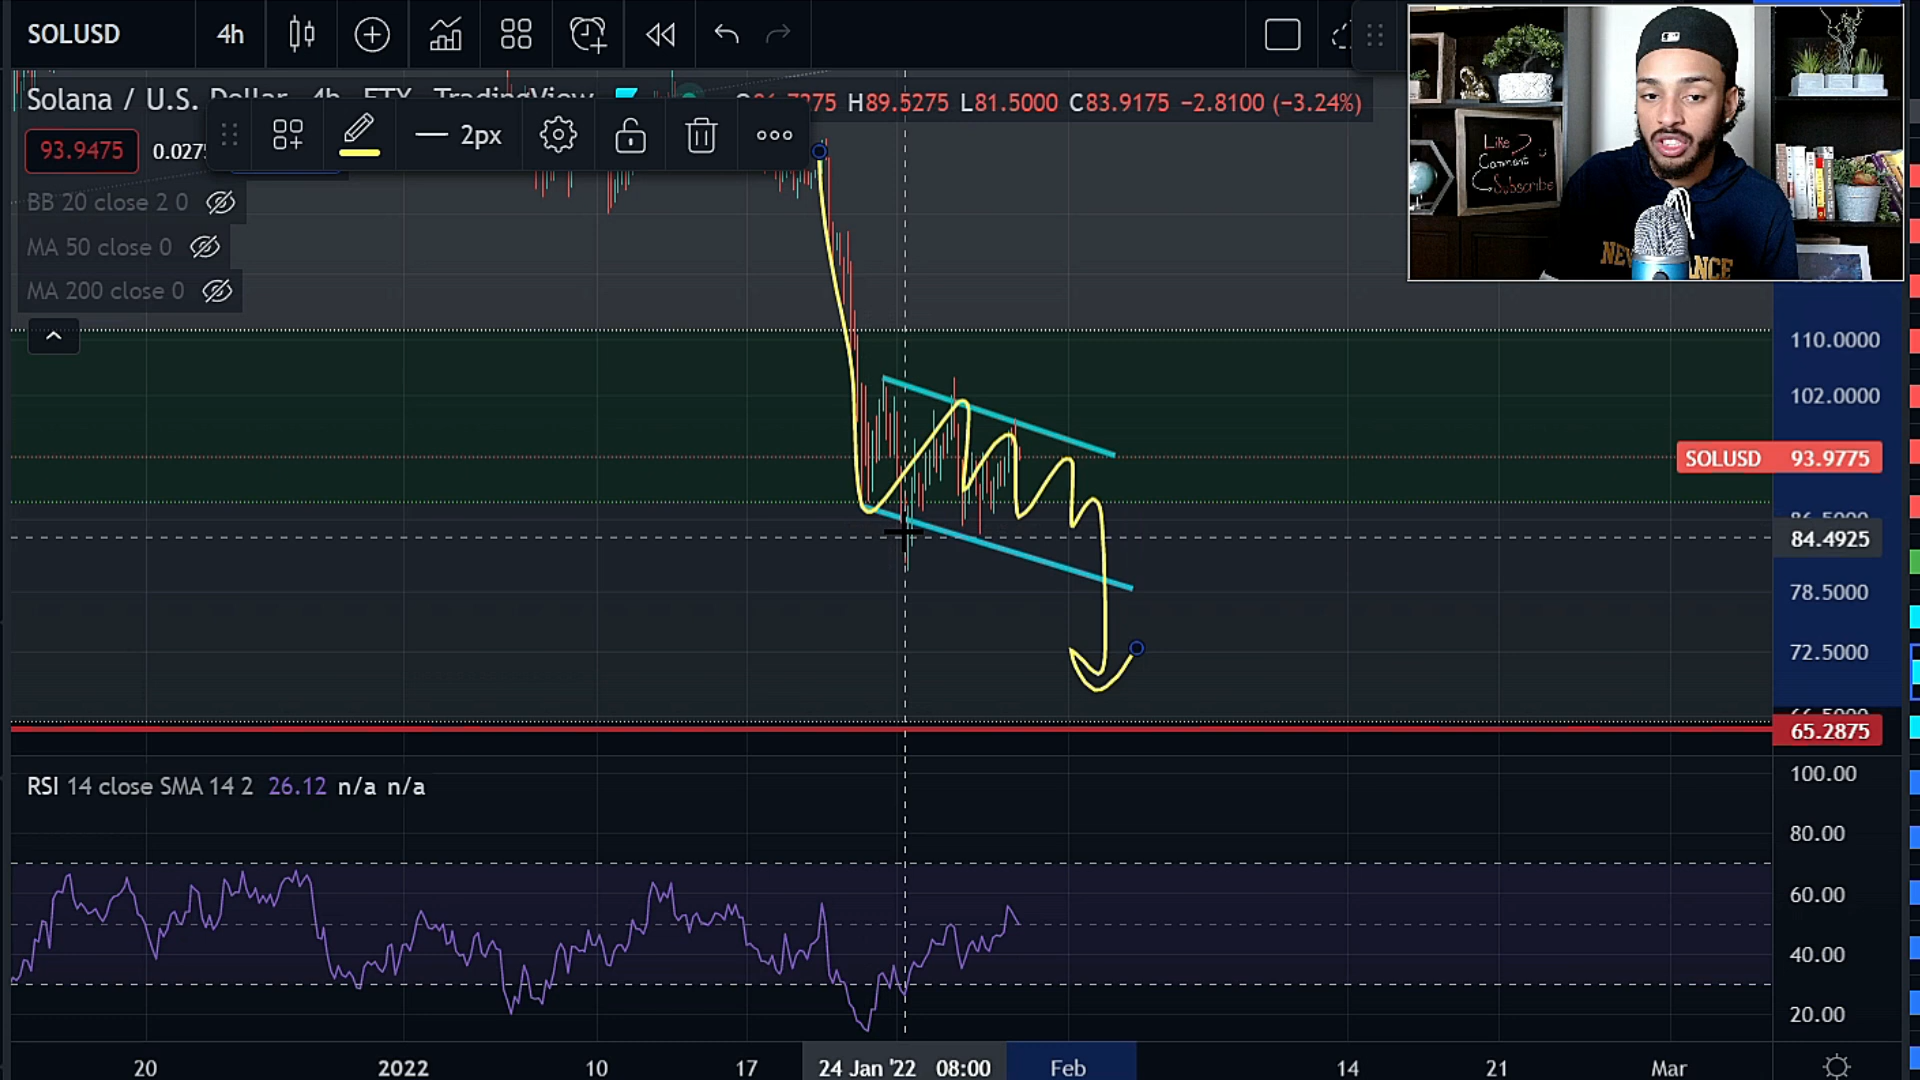 SOLUSD 4h
Solana / U.S. Dollar 4h FTX TradingView H89.5275 L81.5000 C83.9175 −2.8100 (−3.24%)
2px
93.9475
BB 20 close 2 0
MA 50 close 0
MA 200 close 0
Like
Comment
Subscribe
110.0000
102.0000
SOLUSD 93.9775
84.4925
78.5000
72.5000
65.2875
RSI 14 close SMA 14 2 26.12 n/a n/a
100.00
80.00
60.00
40.00
20.00
20 2022 10 17 24 Jan '22 08:00 Feb 14 21 Mar